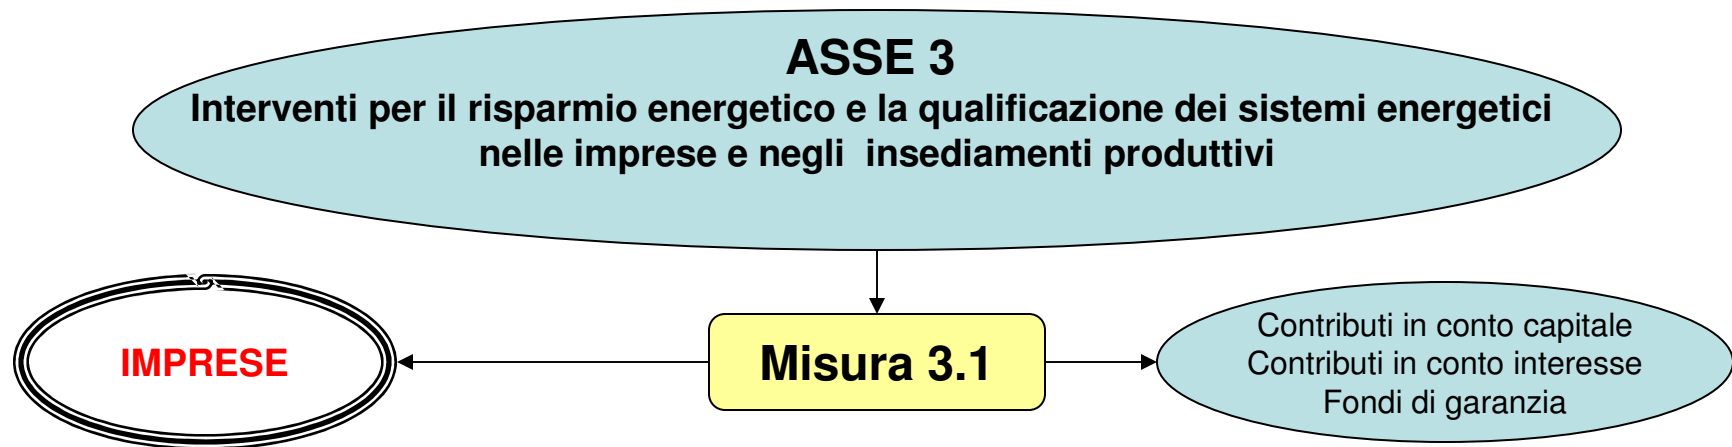 ASSE 3
Interventi per il risparmio energetico e la qualificazione dei sistemi energetici
nelle imprese e negli insediamenti produttivi
IMPRESE
Misura 3.1
Contributi in conto capitale
Contributi in conto interesse
Fondi di garanzia